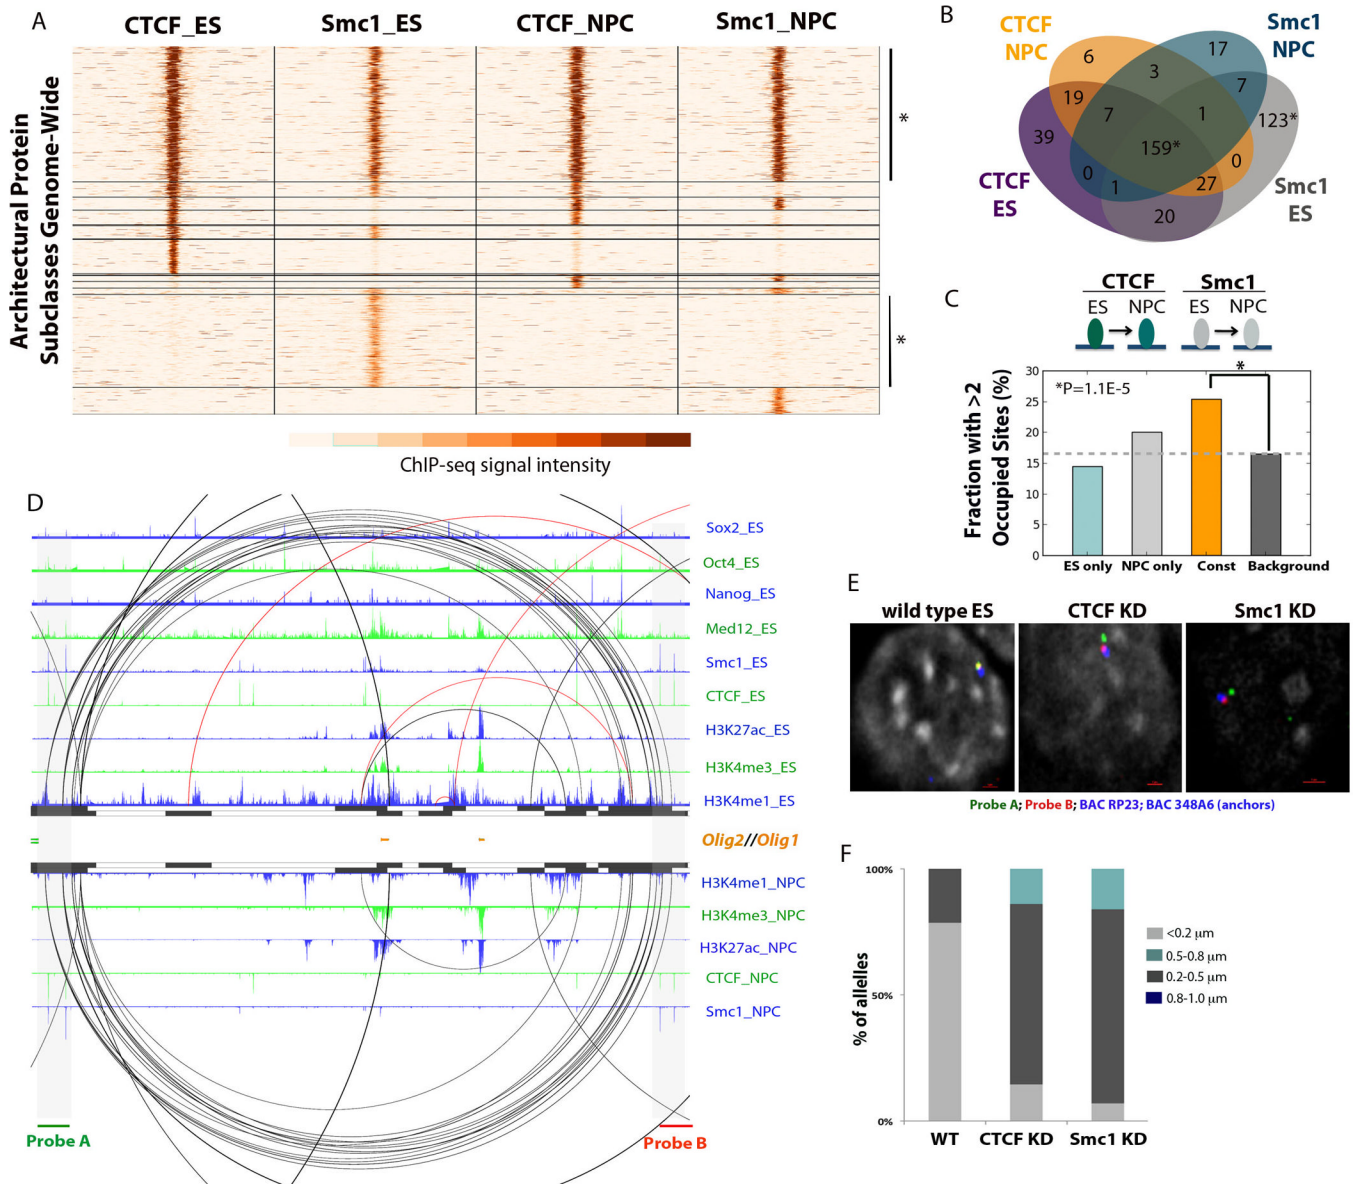 A
CTCF_ES
Smc1_ES
CTCF_NPC
Smc1_NPC
Architectural Protein
Subclasses Genome-Wide
*
*
ChIP-seq signal intensity
B
CTCF
NPC
Smc1
NPC
6
3
17
19
7
1
7
123*
39
159*
0
0
1
27
20
CTCF
ES
Smc1
ES
C
CTCF
Smc1
ES
NPC
ES
NPC
*
*P=1.1E-5
Fraction with >2
Occupied Sites (%)
30
25
20
15
10
5
0
ES only
NPC only
Const
Background
D
Sox2_ES
Oct4_ES
Nanog_ES
Med12_ES
Smc1_ES
CTCF_ES
H3K27ac_ES
H3K4me3_ES
H3K4me1_ES
Olig2//Olig1
H3K4me1_NPC
H3K4me3_NPC
H3K27ac_NPC
CTCF_NPC
Smc1_NPC
Probe A
Probe B
E
wild type ES
CTCF KD
Smc1 KD
Probe A; Probe B; BAC RP23; BAC 348A6 (anchors)
F
% of alleles
100%
50%
0%
WT
CTCF KD
Smc1 KD
<0.2 µm
0.5-0.8 µm
0.2-0.5 µm
0.8-1.0 µm